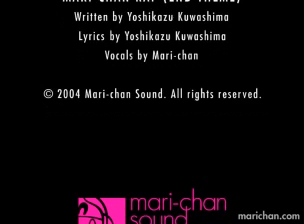 Written by Yoshikazu Kuwashima
Lyrics by Yoshikazu Kuwashima
Vocals by Mari-chan
© 2004 Mari-chan Sound. All rights reserved.
mari-chan
sound
marichan.com